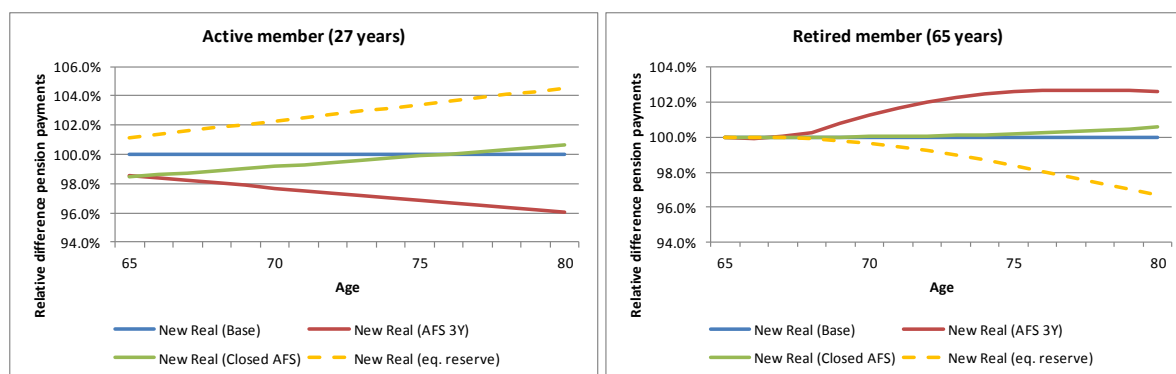 Active member (27 years)
Relative difference pension payments
106.0%
104.0%
102.0%
100.0%
98.0%
96.0%
94.0%
65 70 75 80
Age
New Real (Base) New Real (AFS 3Y)
New Real (Closed AFS) New Real (eq. reserve)
Retired member (65 years)
Relative difference pension payments
104.0%
102.0%
100.0%
98.0%
96.0%
94.0%
65 70 75 80
Age
New Real (Base) New Real (AFS 3Y)
New Real (Closed AFS) New Real (eq. reserve)